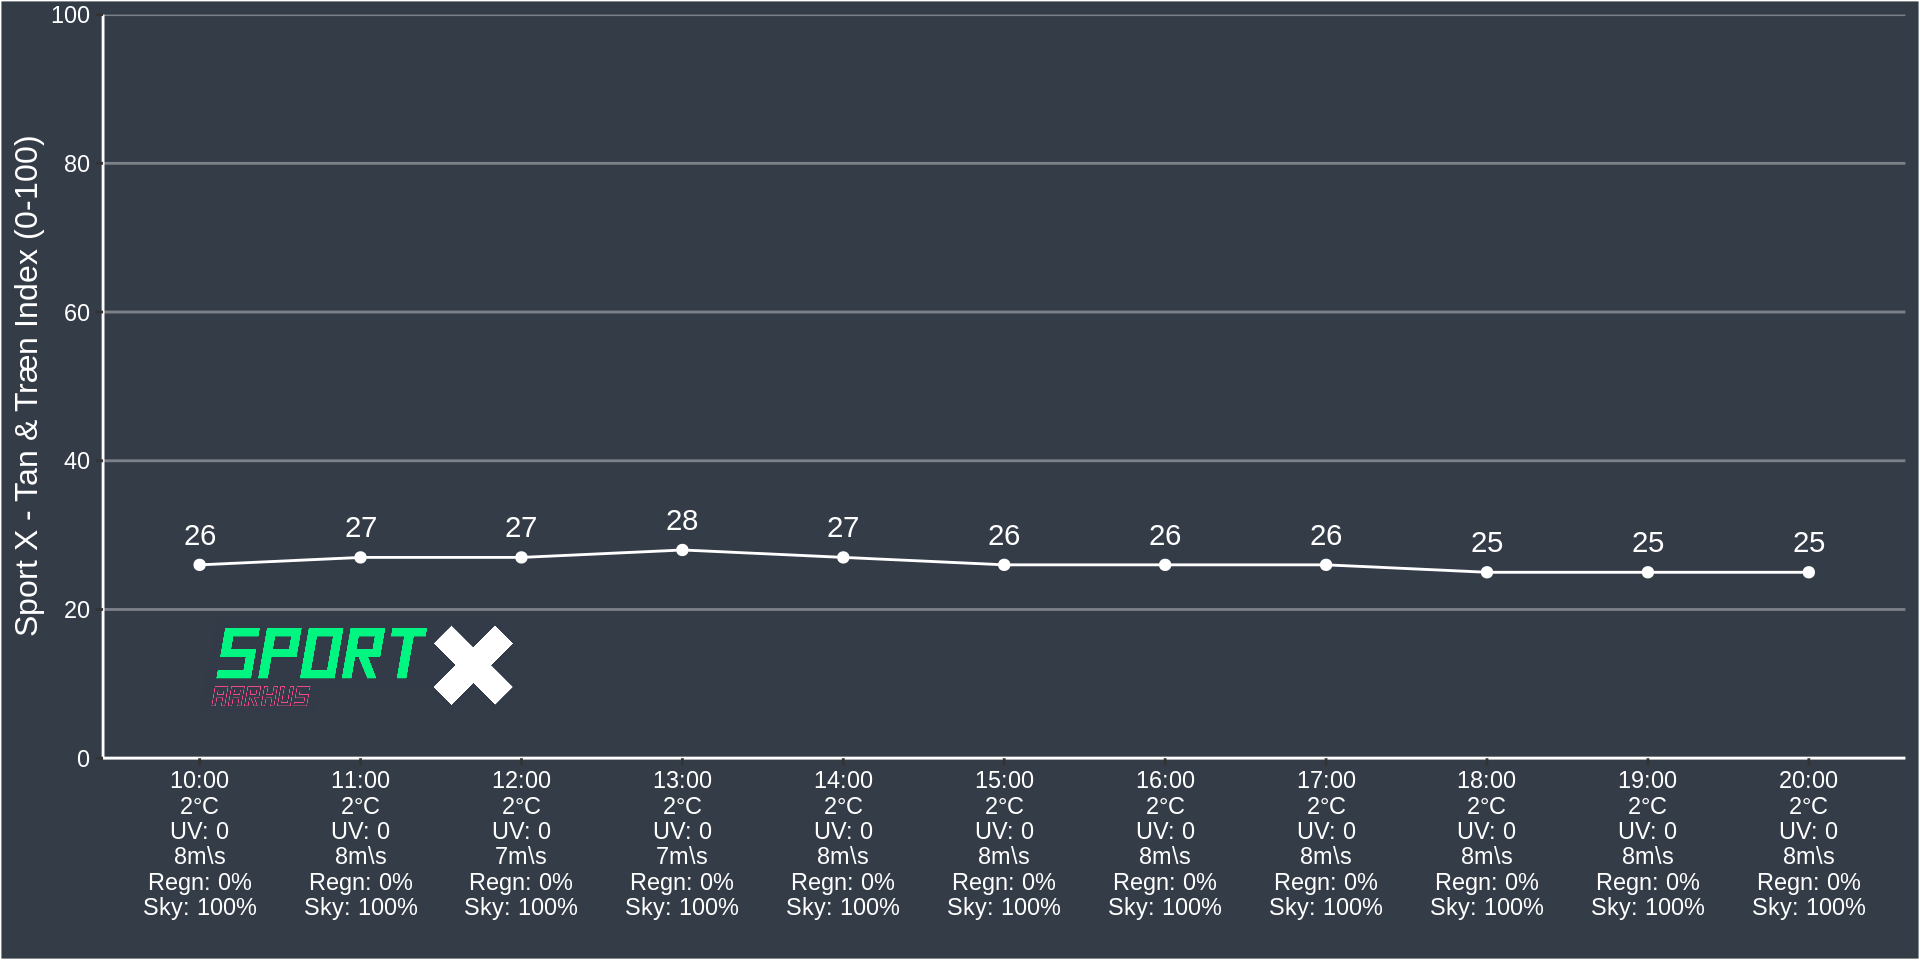 Sport X - Tan & Træn Index (0-100)
100
80
60
40
20
0
26 27 27 28 27 26 26 26 25 25 25
SPORT X
AARHUS
10:00 11:00 12:00 13:00 14:00 15:00 16:00 17:00 18:00 19:00 20:00
2°C 2°C 2°C 2°C 2°C 2°C 2°C 2°C 2°C 2°C 2°C
UV: 0 UV: 0 UV: 0 UV: 0 UV: 0 UV: 0 UV: 0 UV: 0 UV: 0 UV: 0 UV: 0
8m\s 8m\s 7m\s 7m\s 8m\s 8m\s 8m\s 8m\s 8m\s 8m\s 8m\s
Regn: 0% Regn: 0% Regn: 0% Regn: 0% Regn: 0% Regn: 0% Regn: 0% Regn: 0% Regn: 0% Regn: 0% Regn: 0%
Sky: 100% Sky: 100% Sky: 100% Sky: 100% Sky: 100% Sky: 100% Sky: 100% Sky: 100% Sky: 100% Sky: 100% Sky: 100%